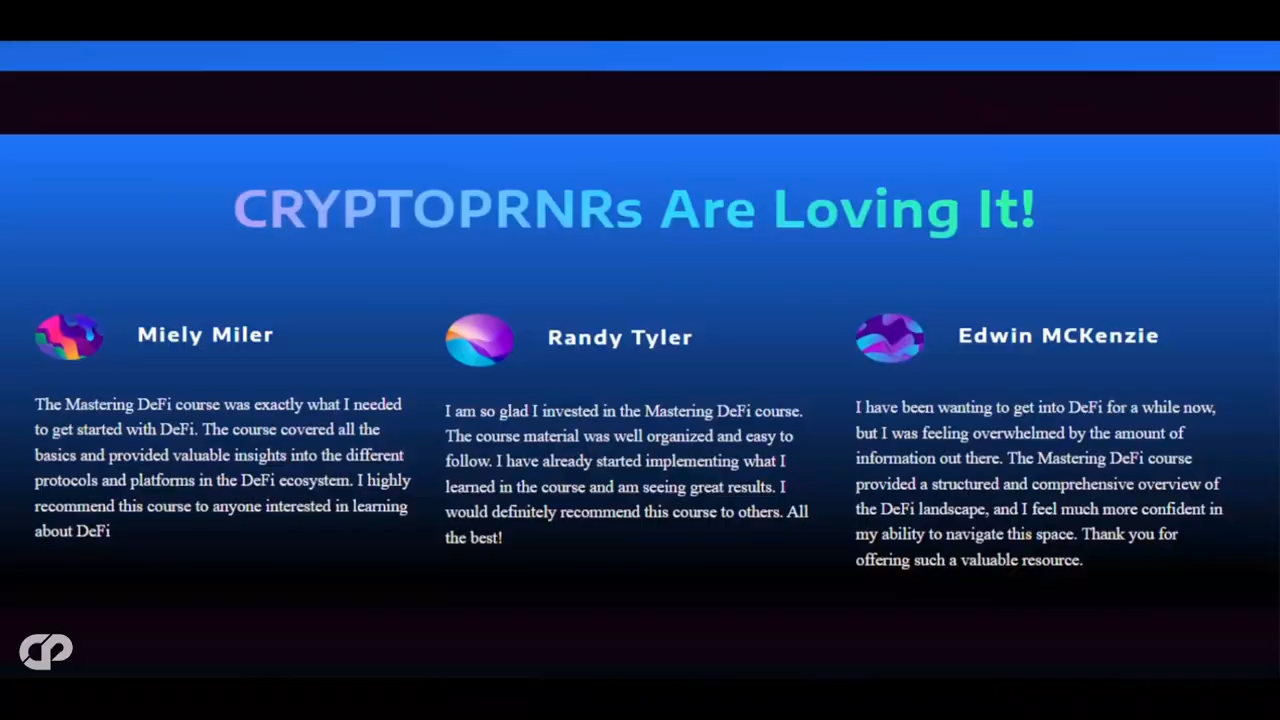 CRYPTOPRNRs Are Loving It!
Miely Miler
The Mastering DeFi course was exactly what I needed
to get started with DeFi. The course covered all the
basics and provided valuable insights into the different
protocols and platforms in the DeFi ecosystem. I highly
recommend this course to anyone interested in learning
about DeFi
Randy Tyler
I am so glad I invested in the Mastering DeFi course.
The course material was well organized and easy to
follow. I have already started implementing what I
learned in the course and am seeing great results. I
would definitely recommend this course to others. All
the best!
Edwin MCKenzie
I have been wanting to get into DeFi for a while now,
but I was feeling overwhelmed by the amount of
information out there. The Mastering DeFi course
provided a structured and comprehensive overview of
the DeFi landscape, and I feel much more confident in
my ability to navigate this space. Thank you for
offering such a valuable resource.
CP